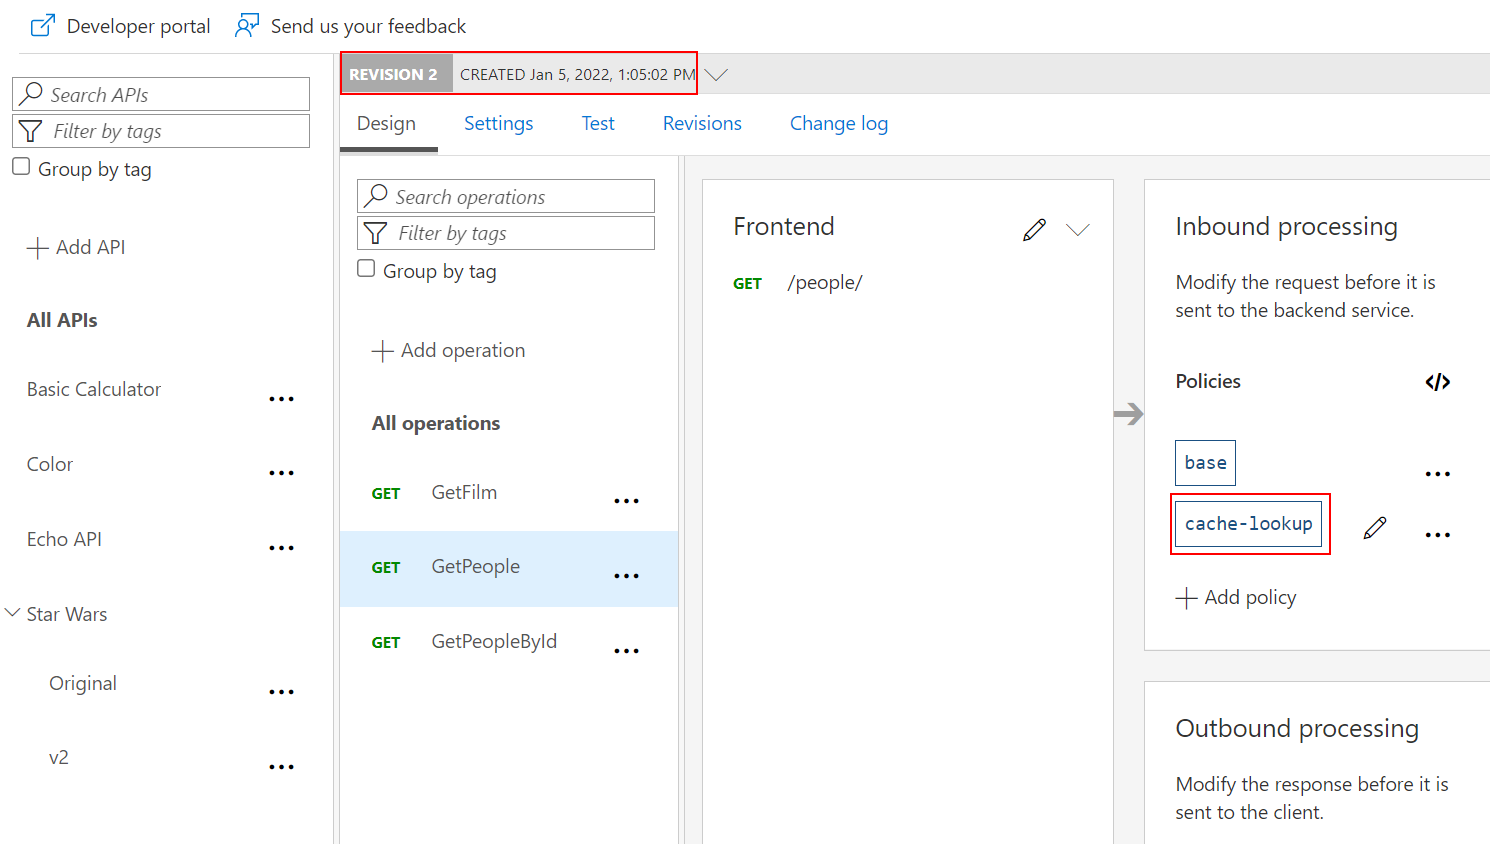 Developer portal
Send us your feedback
Search APIs
Filter by tags
Group by tag
Add API
All APIs
Basic Calculator
Color
Echo API
Star Wars
Original
v2
REVISION 2 CREATED Jan 5, 2022, 1:05:02 PM
Design Settings Test Revisions Change log
Search operations
Filter by tags
Group by tag
Add operation
All operations
GET GetFilm
GET GetPeople
GET GetPeopleById
Frontend
GET /people/
Inbound processing
Modify the request before it is
sent to the backend service.
Policies </>
base
cache-lookup
Add policy
Outbound processing
Modify the response before it is
sent to the client.